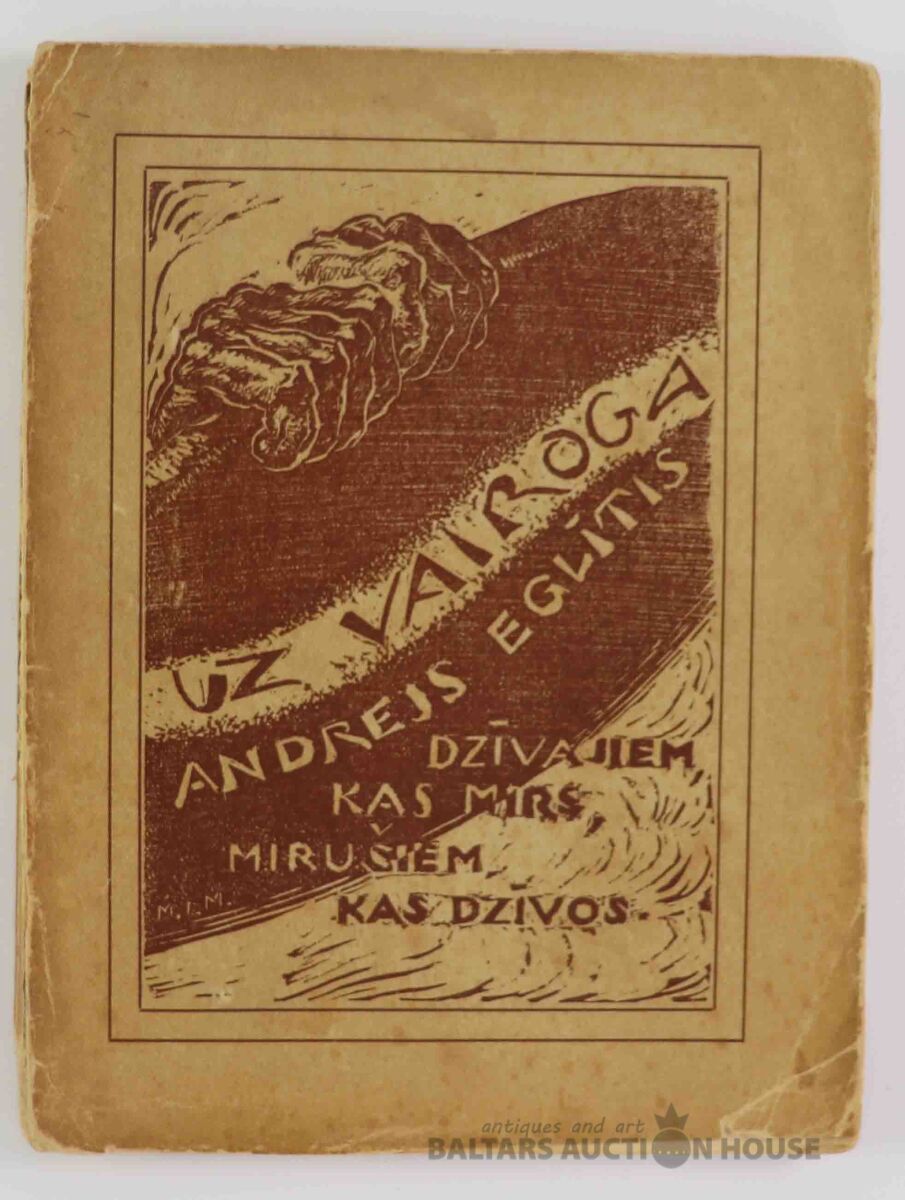 UZ VAIROGA
ANDREJS EGLĪTIS
DZĪVAJIEM
KAS MIRS
MIRUŠIEM
KAS DZĪVOS
M.I.M.
antiques and art
BALTARS AUCTION HOUSE